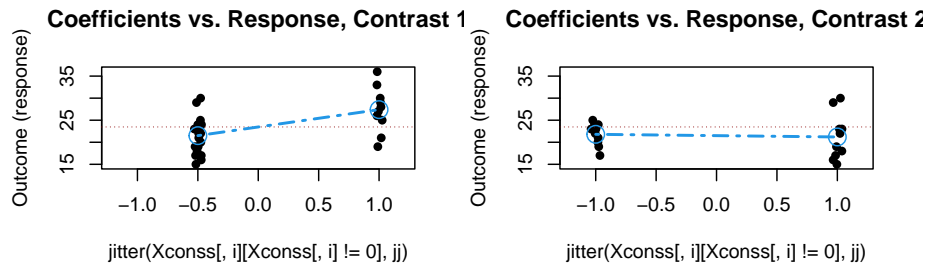 Coefficients vs. Response, Contrast 1
Outcome (response)
35
25
15
−1.0 −0.5 0.0 0.5 1.0
jitter(Xconss[, i][Xconss[, i] != 0], jj)
Coefficients vs. Response, Contrast 2
Outcome (response)
35
25
15
−1.0 −0.5 0.0 0.5 1.0
jitter(Xconss[, i][Xconss[, i] != 0], jj)